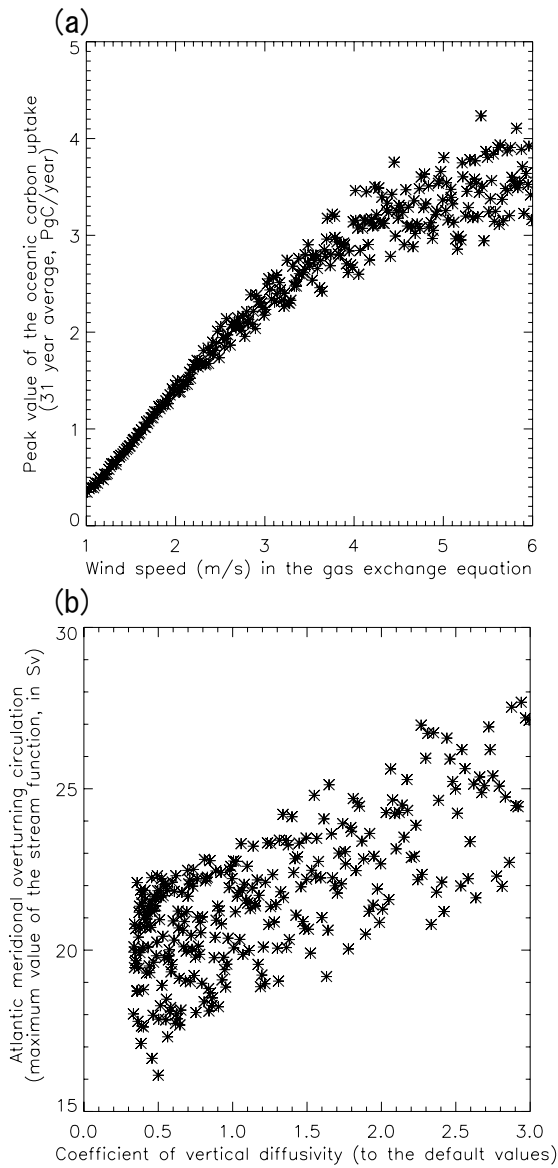 (a)
5
4
3
2
1
0
Peak value of the oceanic carbon uptake
(31 year average, PgC/year)
1 2 3 4 5 6
Wind speed (m/s) in the gas exchange equation
(b)
30
25
20
15
Atlantic meridional overturning circulation
(maximum value of the stream function, in Sv)
0.0 0.5 1.0 1.5 2.0 2.5 3.0
Coefficient of vertical diffusivity (to the default values)